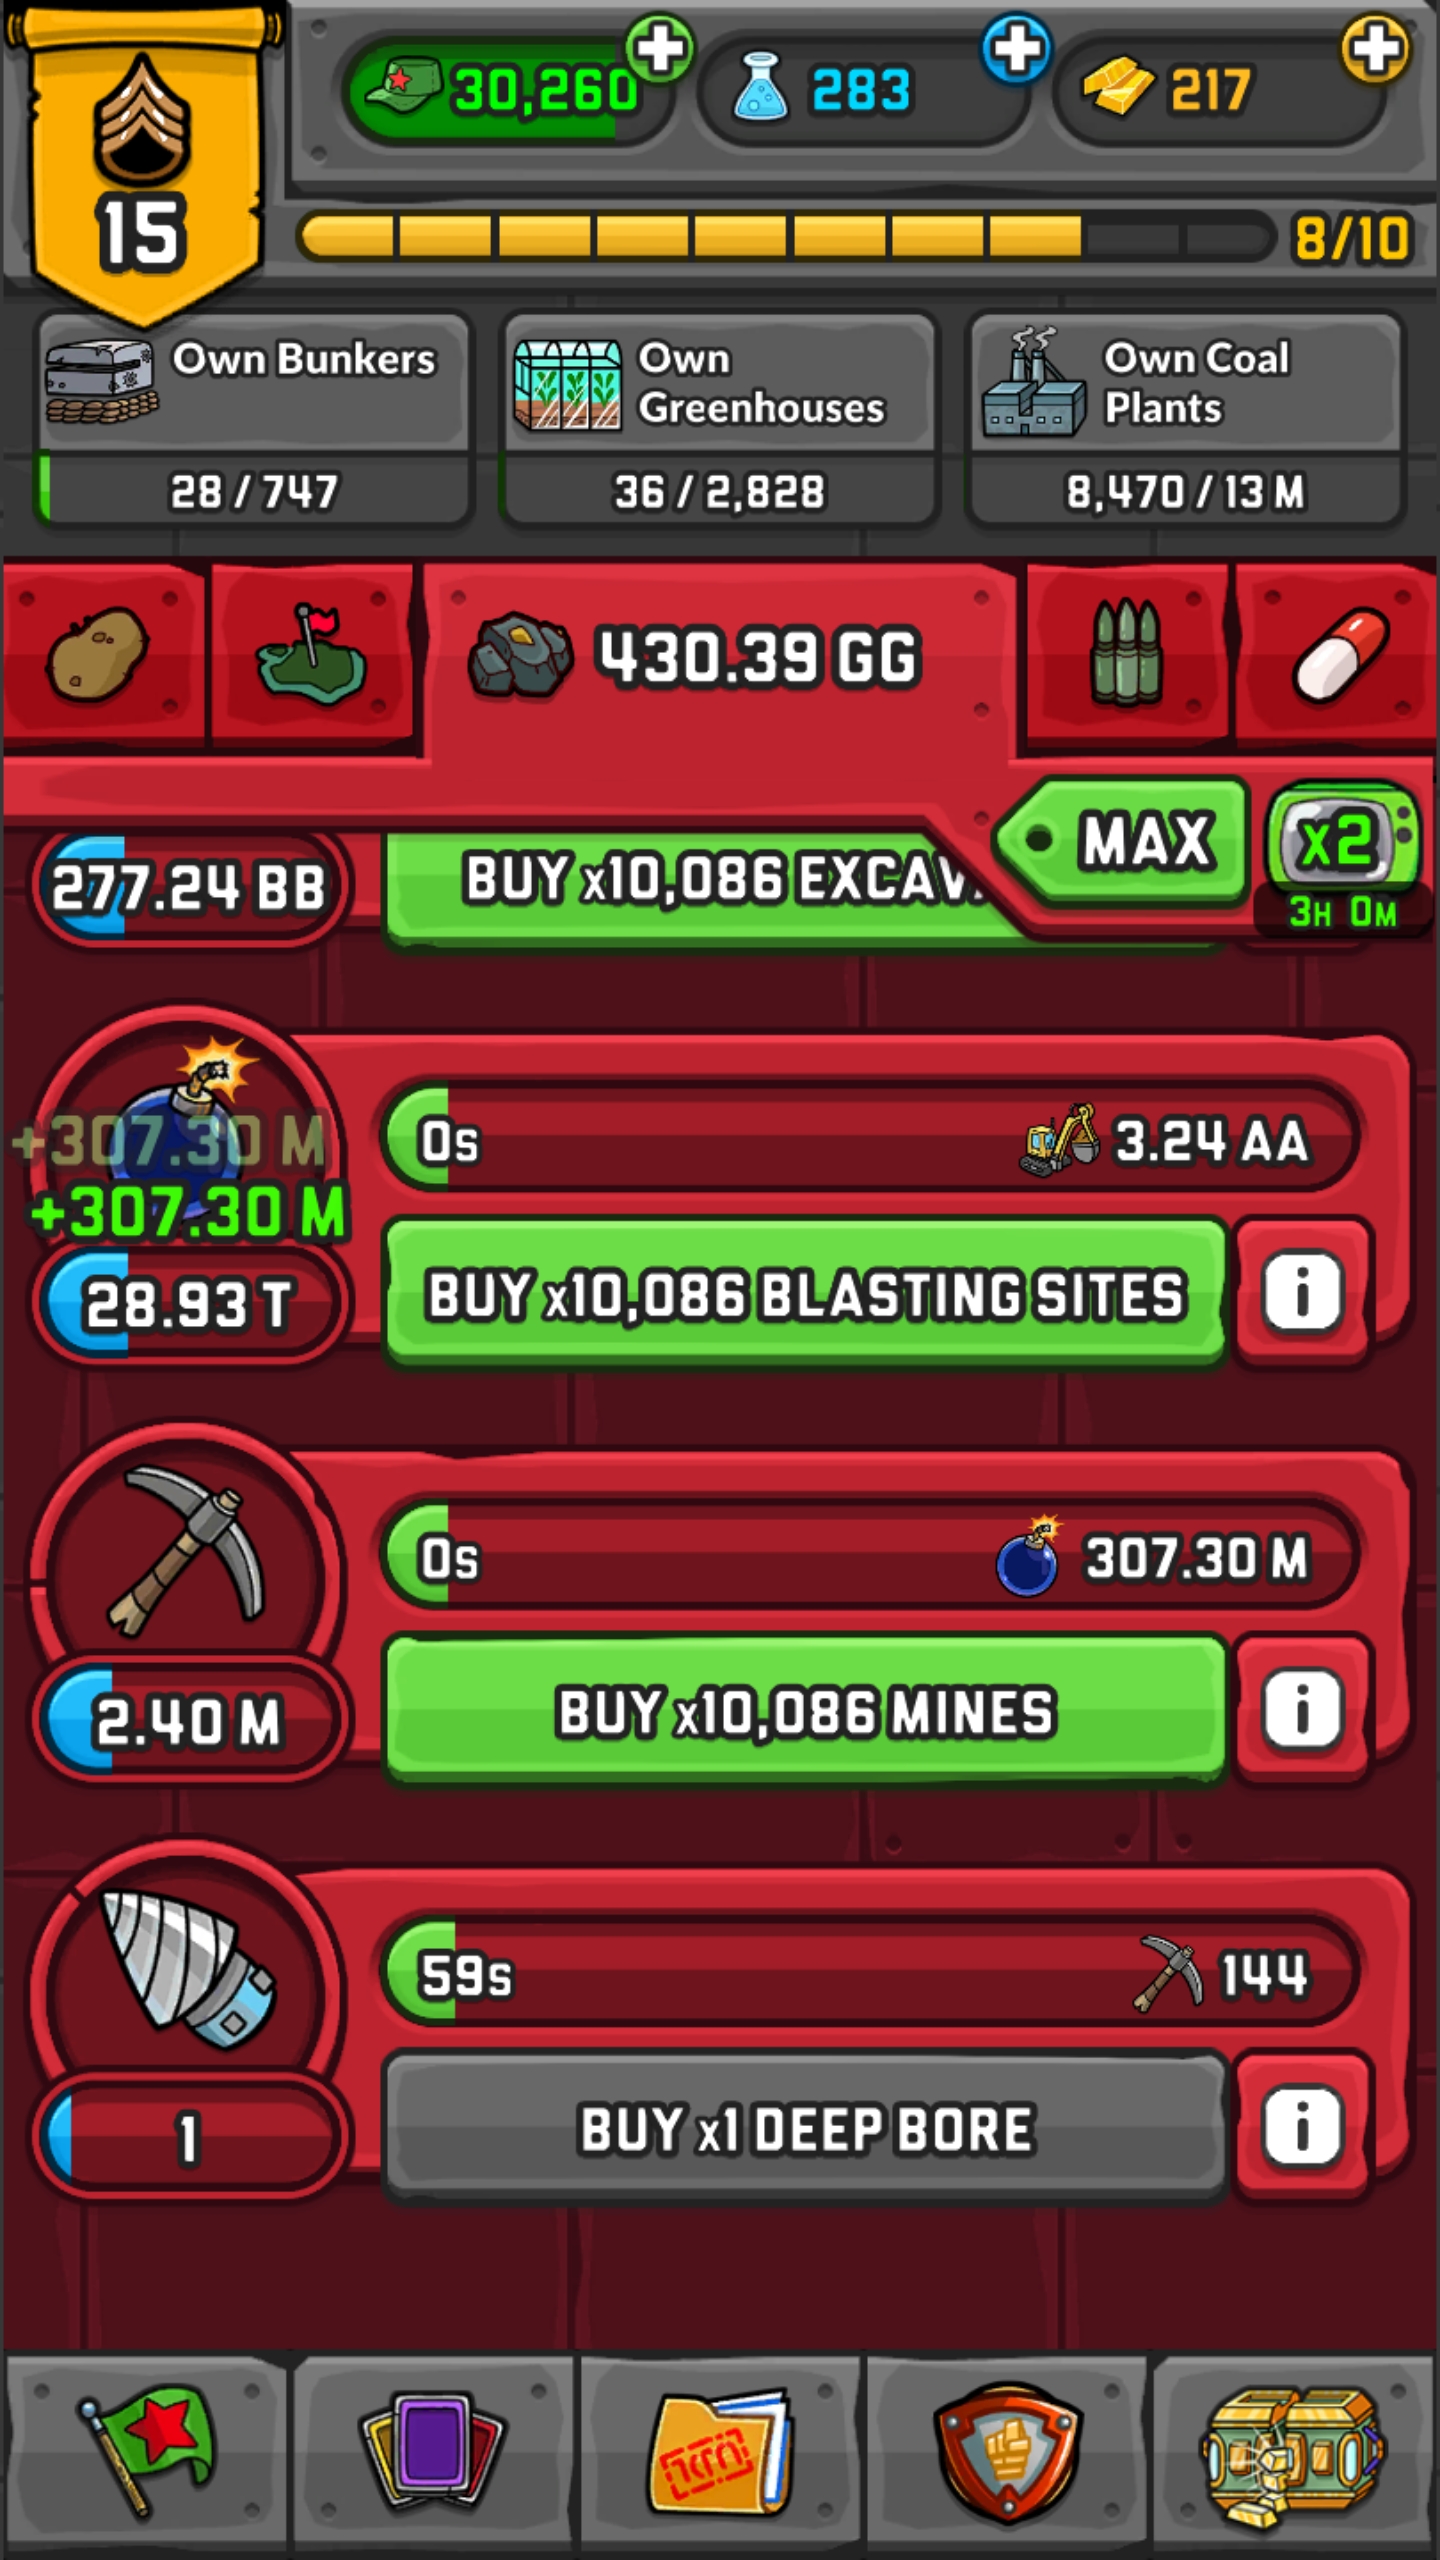 30,260
283
217
15
8/10
Own Bunkers
28 / 747
Own
Greenhouses
36 / 2,828
Own Coal
Plants
8,470 / 13 M
430.39 GG
MAX
x2
3H 0M
277.24 BB
BUY x10,086 EXCAV
+307.30 M
+307.30 M
28.93 T
0s
3.24 AA
BUY x10,086 BLASTING SITES
i
2.40 M
0s
307.30 M
BUY x10,086 MINES
i
1
59s
144
BUY x1 DEEP BORE
i